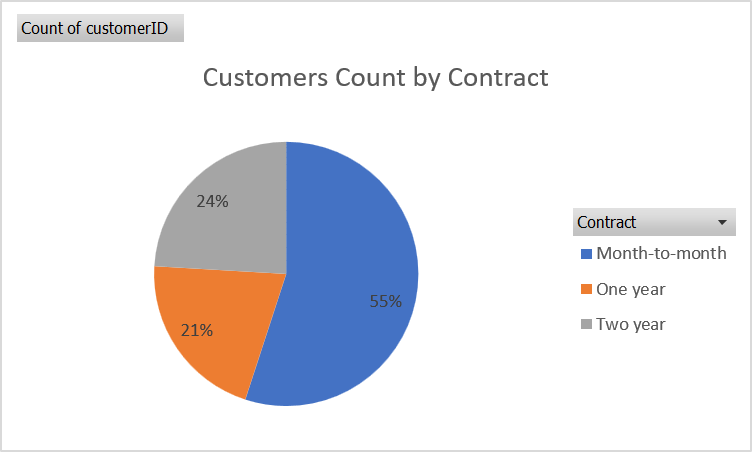 Count of customerID
Customers Count by Contract
24%
55%
21%
Contract
Month-to-month
One year
Two year